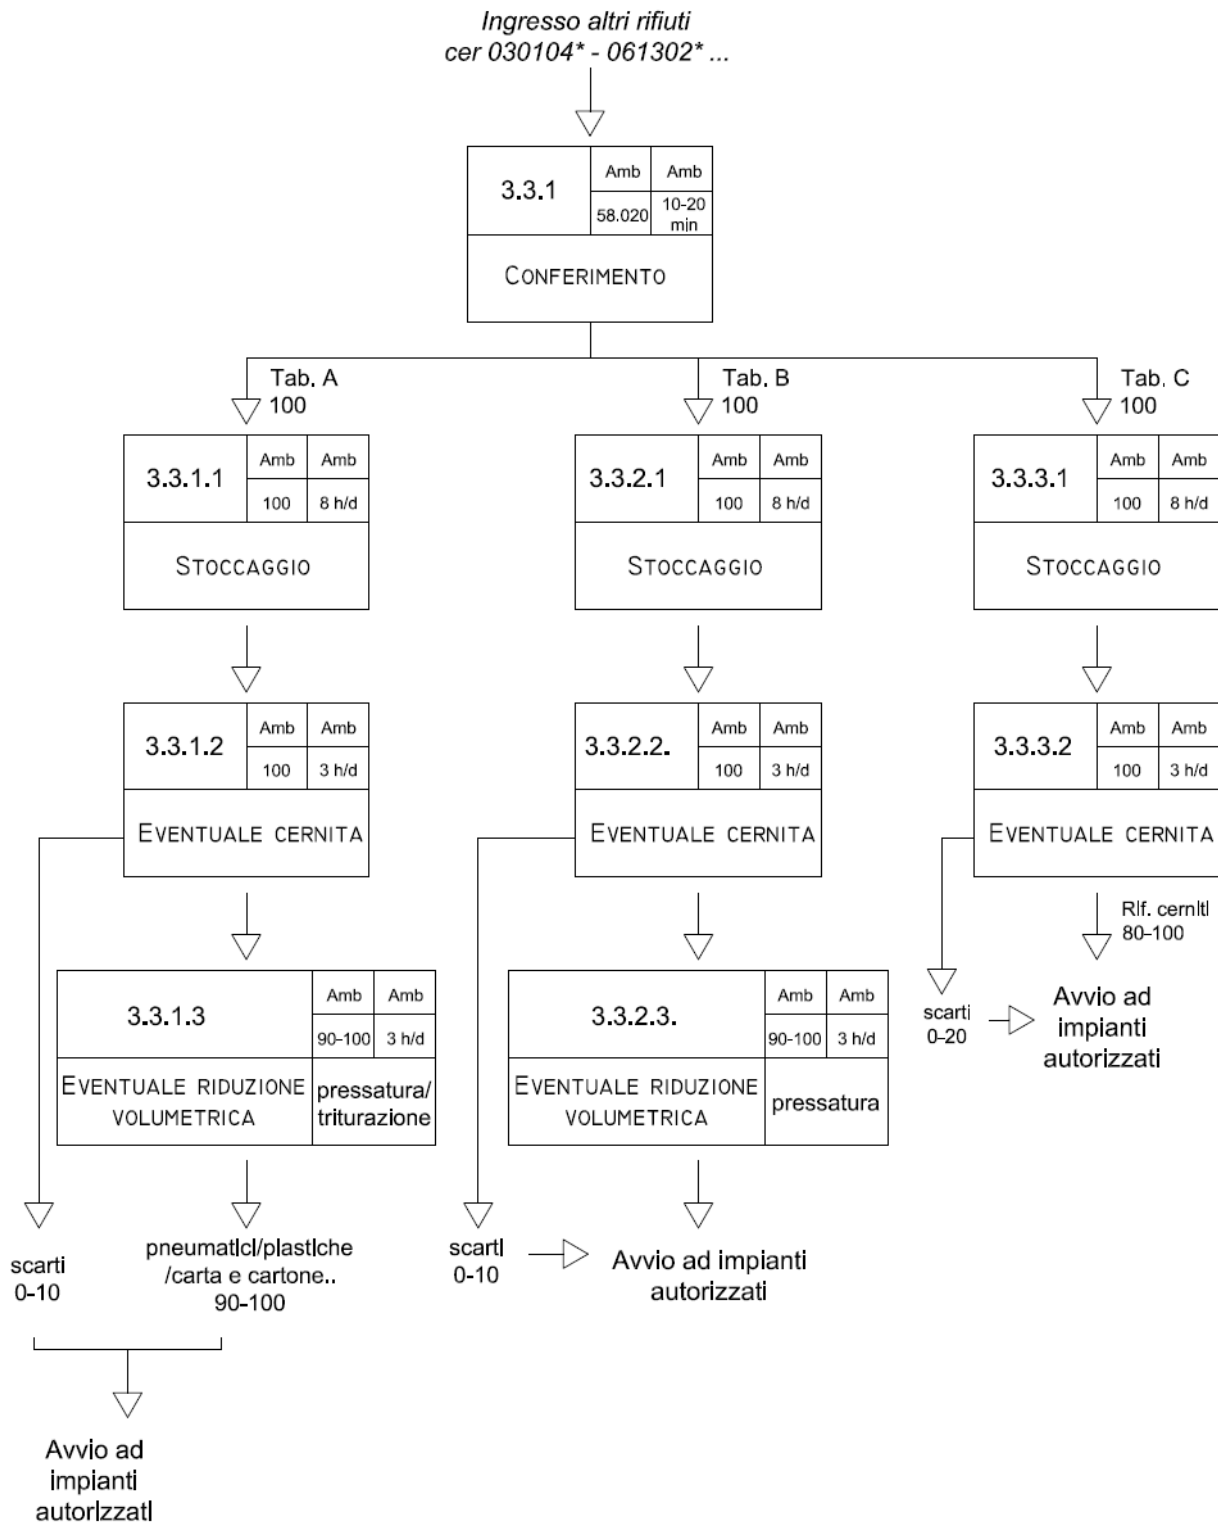 Ingresso altri rifiuti
cer 030104* - 061302* ...
3.3.1
Amb
Amb
58.020
10-20
min
CONFERIMENTO
Tab. A
100
Tab. B
100
Tab. C
100
3.3.1.1
Amb
Amb
100
8 h/d
STOCCAGGIO
3.3.2.1
Amb
Amb
100
8 h/d
STOCCAGGIO
3.3.3.1
Amb
Amb
100
8 h/d
STOCCAGGIO
3.3.1.2
Amb
Amb
100
3 h/d
EVENTUALE CERNITA
3.3.2.2.
Amb
Amb
100
3 h/d
EVENTUALE CERNITA
3.3.3.2
Amb
Amb
100
3 h/d
EVENTUALE CERNITA
Rif. cerniti
80-100
3.3.1.3
Amb
Amb
90-100
3 h/d
EVENTUALE RIDUZIONE
VOLUMETRICA
pressatura/
triturazione
3.3.2.3.
Amb
Amb
90-100
3 h/d
EVENTUALE RIDUZIONE
VOLUMETRICA
pressatura
scarti
0-20
Avvio ad
impianti
autorizzati
scarti
0-10
pneumatici/plastiche
/carta e cartone..
90-100
scarti
0-10
Avvio ad impianti
autorizzati
Avvio ad
impianti
autorizzati